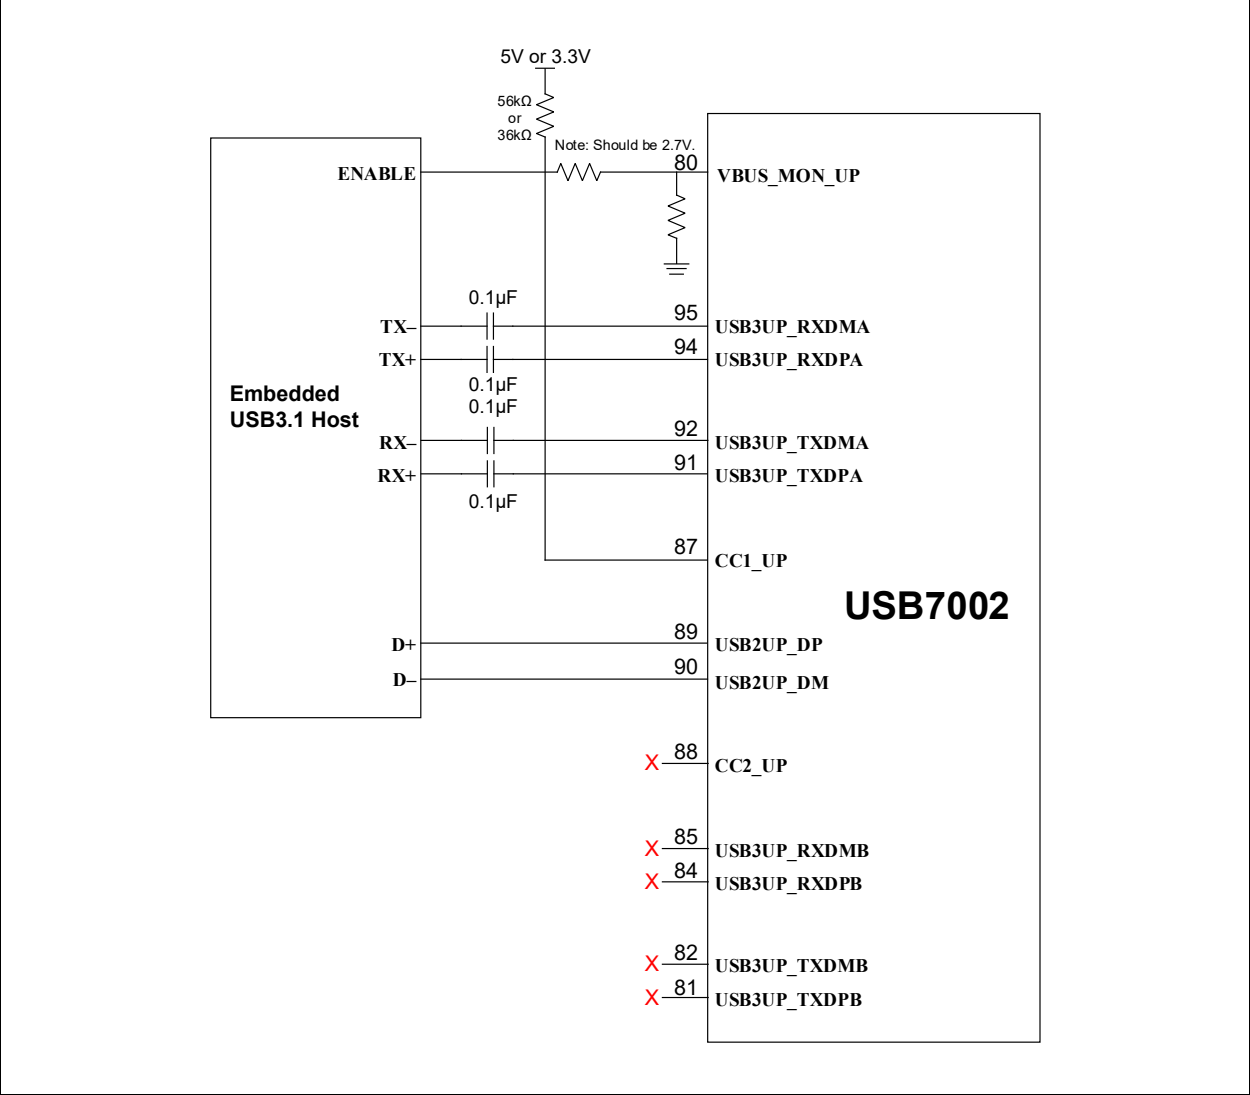 5V or 3.3V
56kΩ
or
36kΩ
Note: Should be 2.7V.
80
ENABLE
VBUS_MON_UP
0.1µF
95
TX–
USB3UP_RXDMA
94
TX+
USB3UP_RXDPA
0.1µF
Embedded
USB3.1 Host
0.1µF
92
RX–
USB3UP_TXDMA
91
RX+
USB3UP_TXDPA
0.1µF
87
CC1_UP
USB7002
89
D+
USB2UP_DP
90
D–
USB2UP_DM
88
X
CC2_UP
85
X
USB3UP_RXDMB
84
X
USB3UP_RXDPB
82
X
USB3UP_TXDMB
81
X
USB3UP_TXDPB